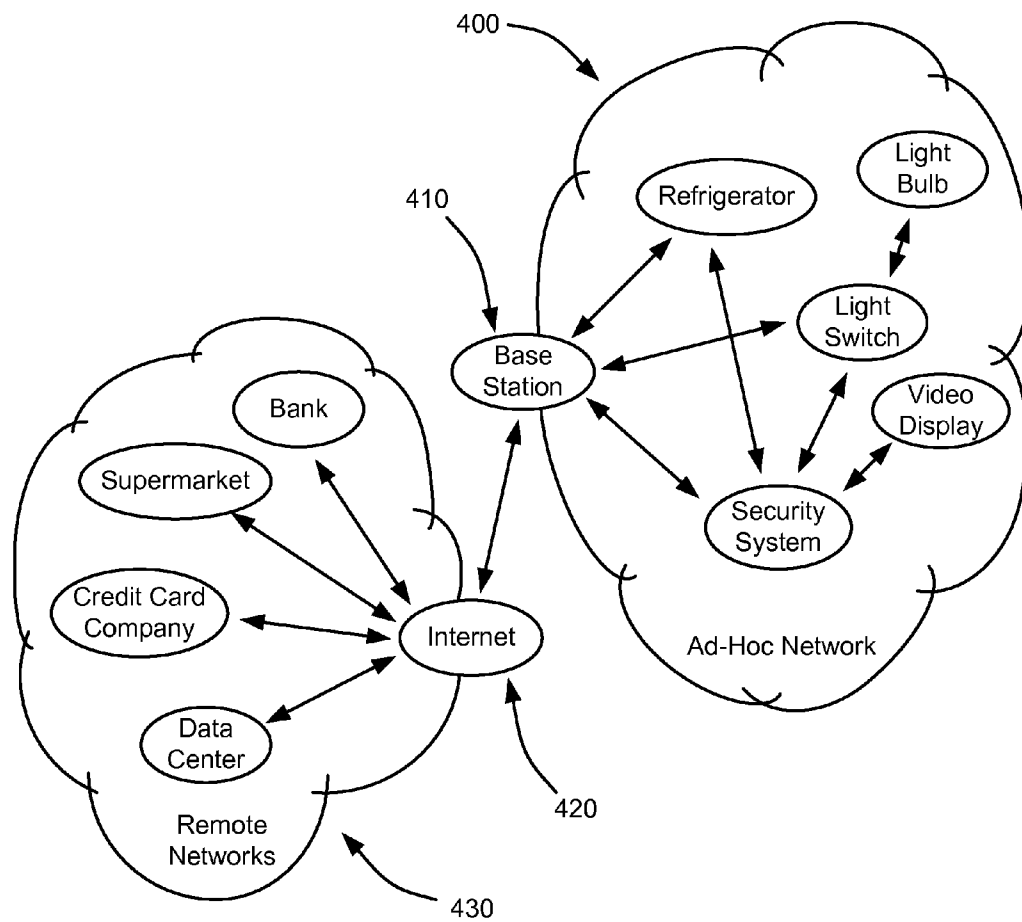 400
Light
Bulb
Refrigerator
410
Light
Switch
Base
Station
Video
Display
Bank
Supermarket
Security
System
Credit Card
Company
Internet
Ad-Hoc Network
Data
Center
420
Remote
Networks
430